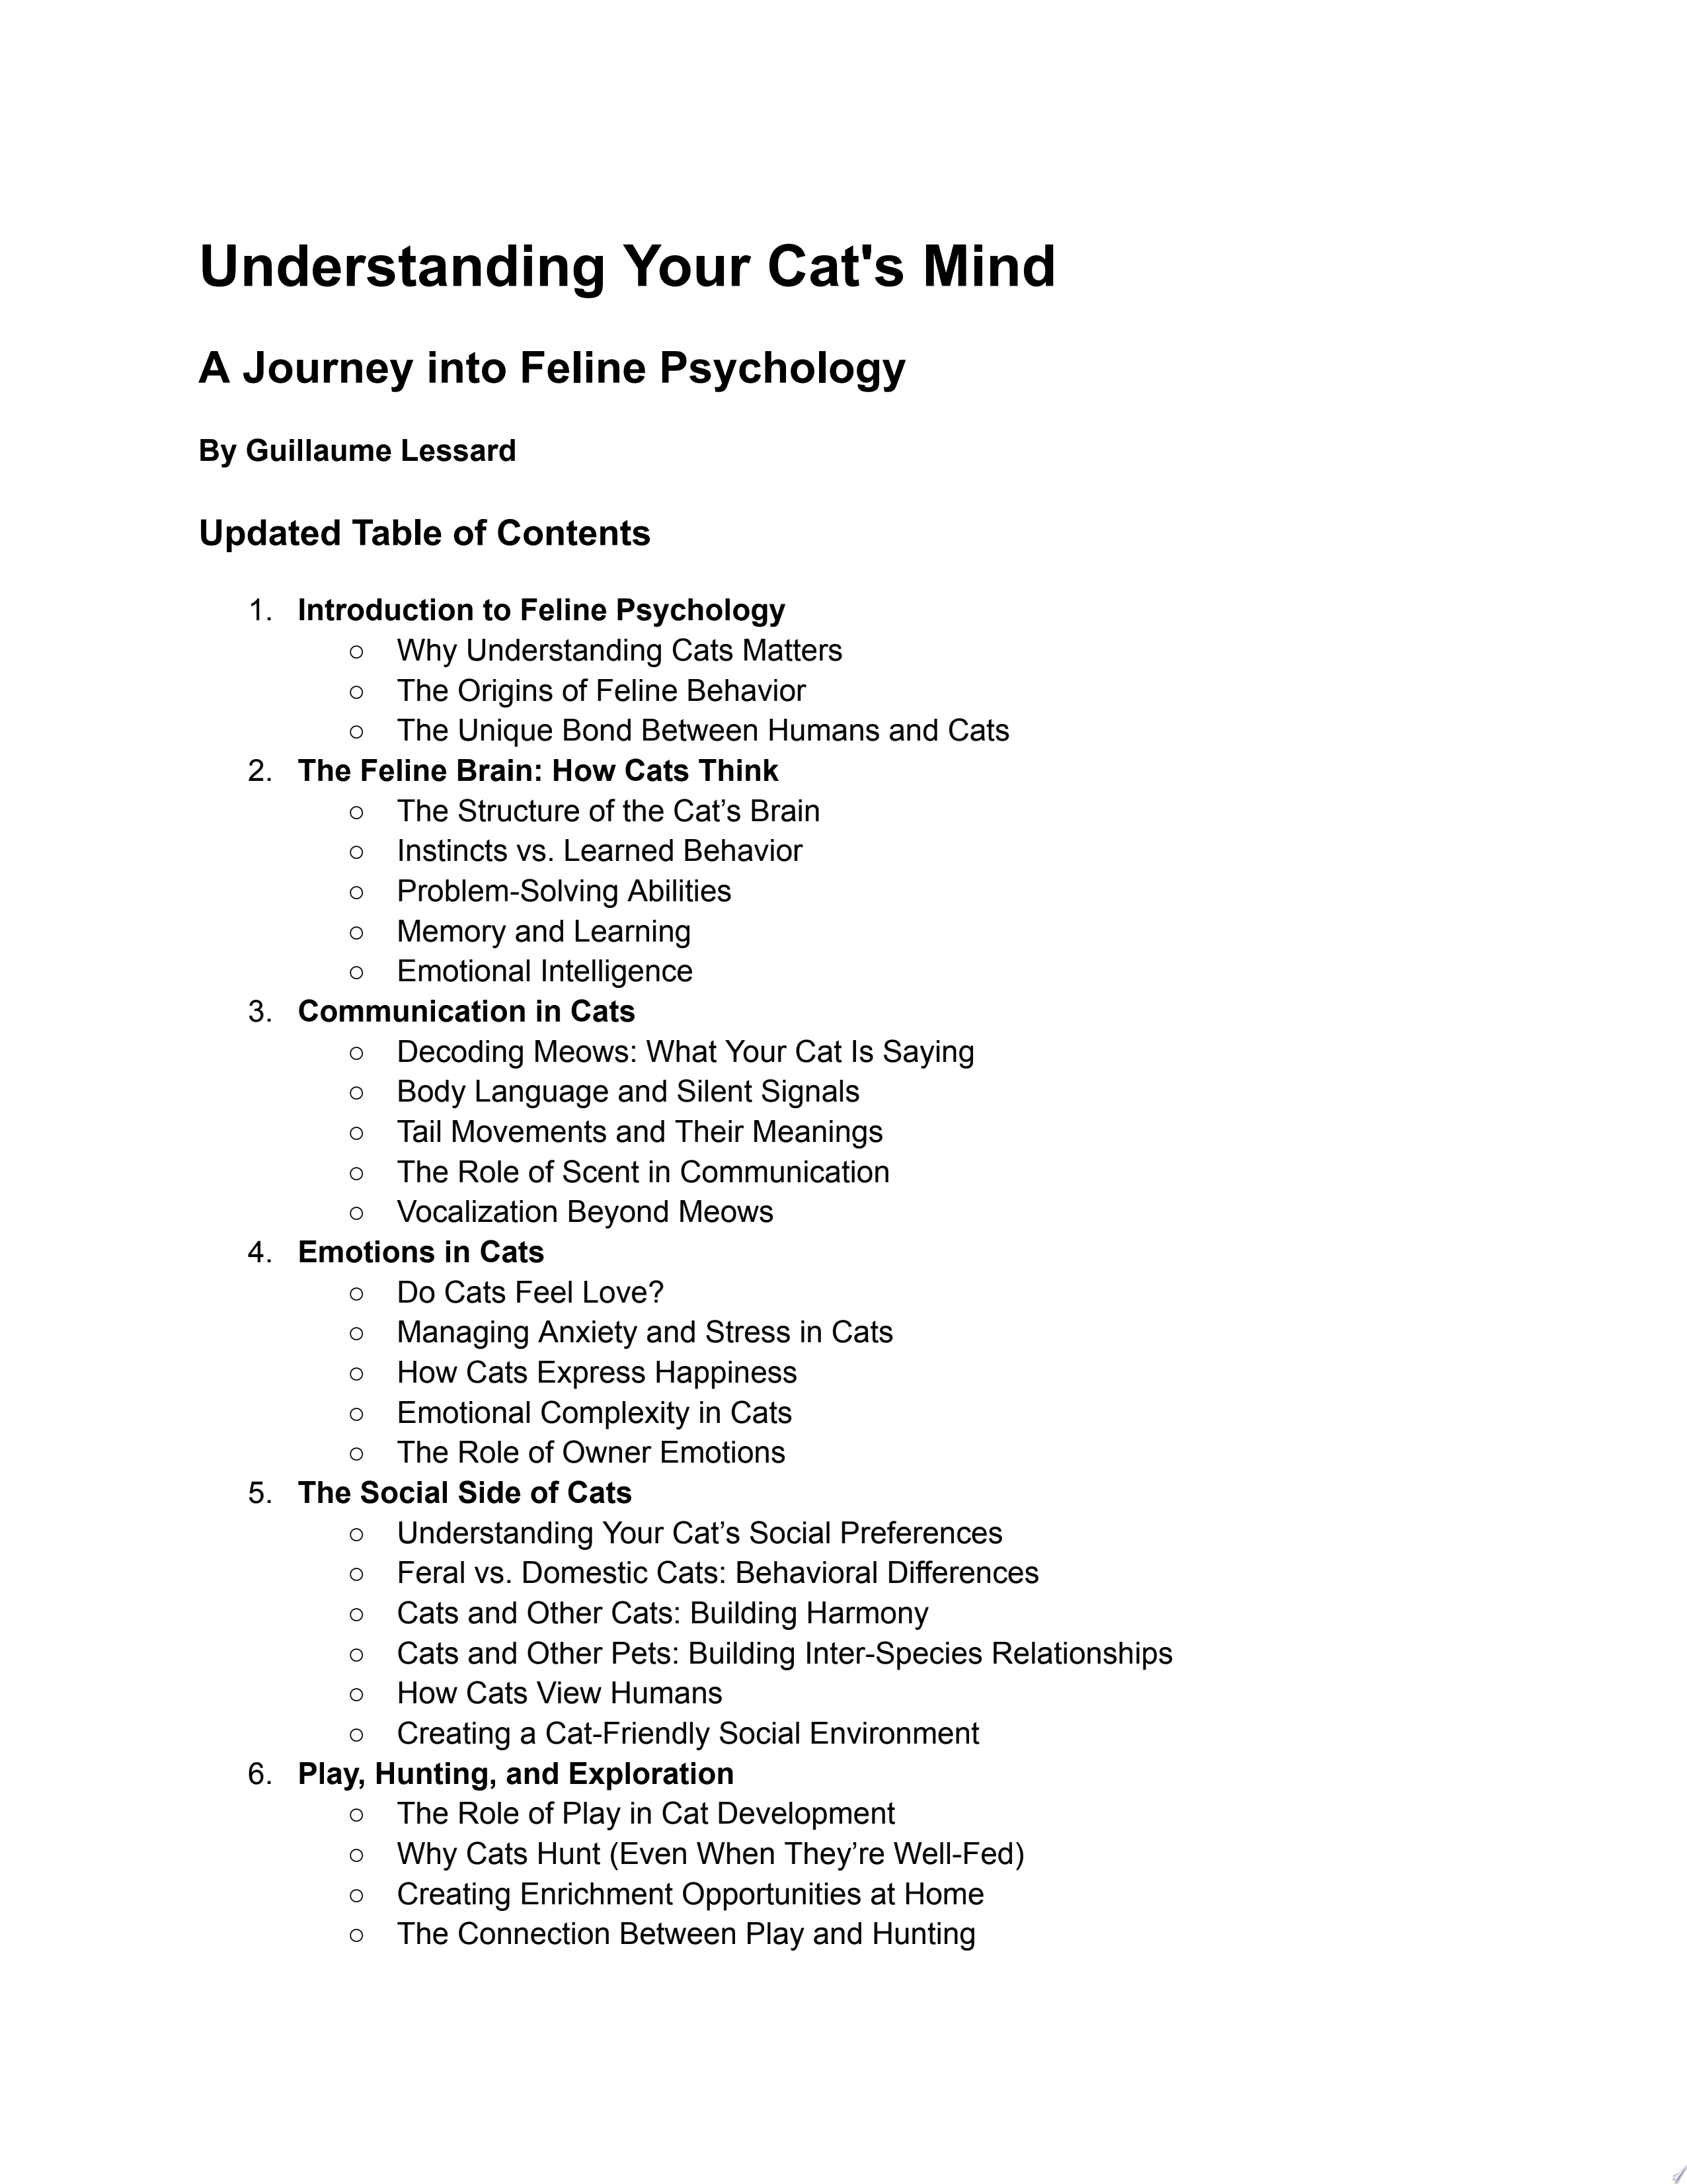 Understanding Your Cat's Mind
A Journey into Feline Psychology
By Guillaume Lessard
Updated Table of Contents
1. Introduction to Feline Psychology
○ Why Understanding Cats Matters
○ The Origins of Feline Behavior
○ The Unique Bond Between Humans and Cats
2. The Feline Brain: How Cats Think
○ The Structure of the Cat’s Brain
○ Instincts vs. Learned Behavior
○ Problem-Solving Abilities
○ Memory and Learning
○ Emotional Intelligence
3. Communication in Cats
○ Decoding Meows: What Your Cat Is Saying
○ Body Language and Silent Signals
○ Tail Movements and Their Meanings
○ The Role of Scent in Communication
○ Vocalization Beyond Meows
4. Emotions in Cats
○ Do Cats Feel Love?
○ Managing Anxiety and Stress in Cats
○ How Cats Express Happiness
○ Emotional Complexity in Cats
○ The Role of Owner Emotions
5. The Social Side of Cats
○ Understanding Your Cat’s Social Preferences
○ Feral vs. Domestic Cats: Behavioral Differences
○ Cats and Other Cats: Building Harmony
○ Cats and Other Pets: Building Inter-Species Relationships
○ How Cats View Humans
○ Creating a Cat-Friendly Social Environment
6. Play, Hunting, and Exploration
○ The Role of Play in Cat Development
○ Why Cats Hunt (Even When They’re Well-Fed)
○ Creating Enrichment Opportunities at Home
○ The Connection Between Play and Hunting